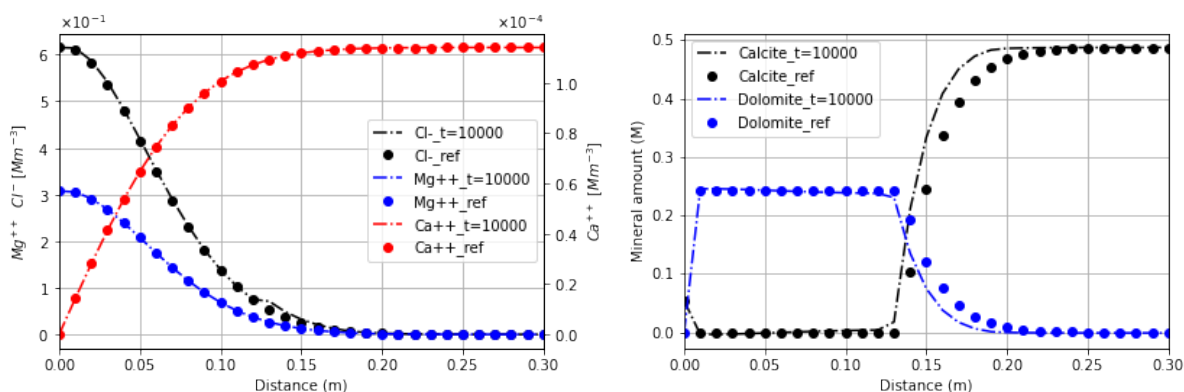 ×10⁻¹
×10⁻⁴
6
5
4
3
2
1
0
Mg⁺⁺ Cl⁻ [Mm⁻³]
1.0
0.8
0.6
0.4
0.2
0.0
Ca⁺⁺ [Mm⁻³]
Cl-_t=10000
Cl-_ref
Mg++_t=10000
Mg++_ref
Ca++_t=10000
Ca++_ref
0.00 0.05 0.10 0.15 0.20 0.25 0.30
Distance (m)
0.5
0.4
0.3
0.2
0.1
0.0
Mineral amount (M)
Calcite_t=10000
Calcite_ref
Dolomite_t=10000
Dolomite_ref
0.00 0.05 0.10 0.15 0.20 0.25 0.30
Distance (m)